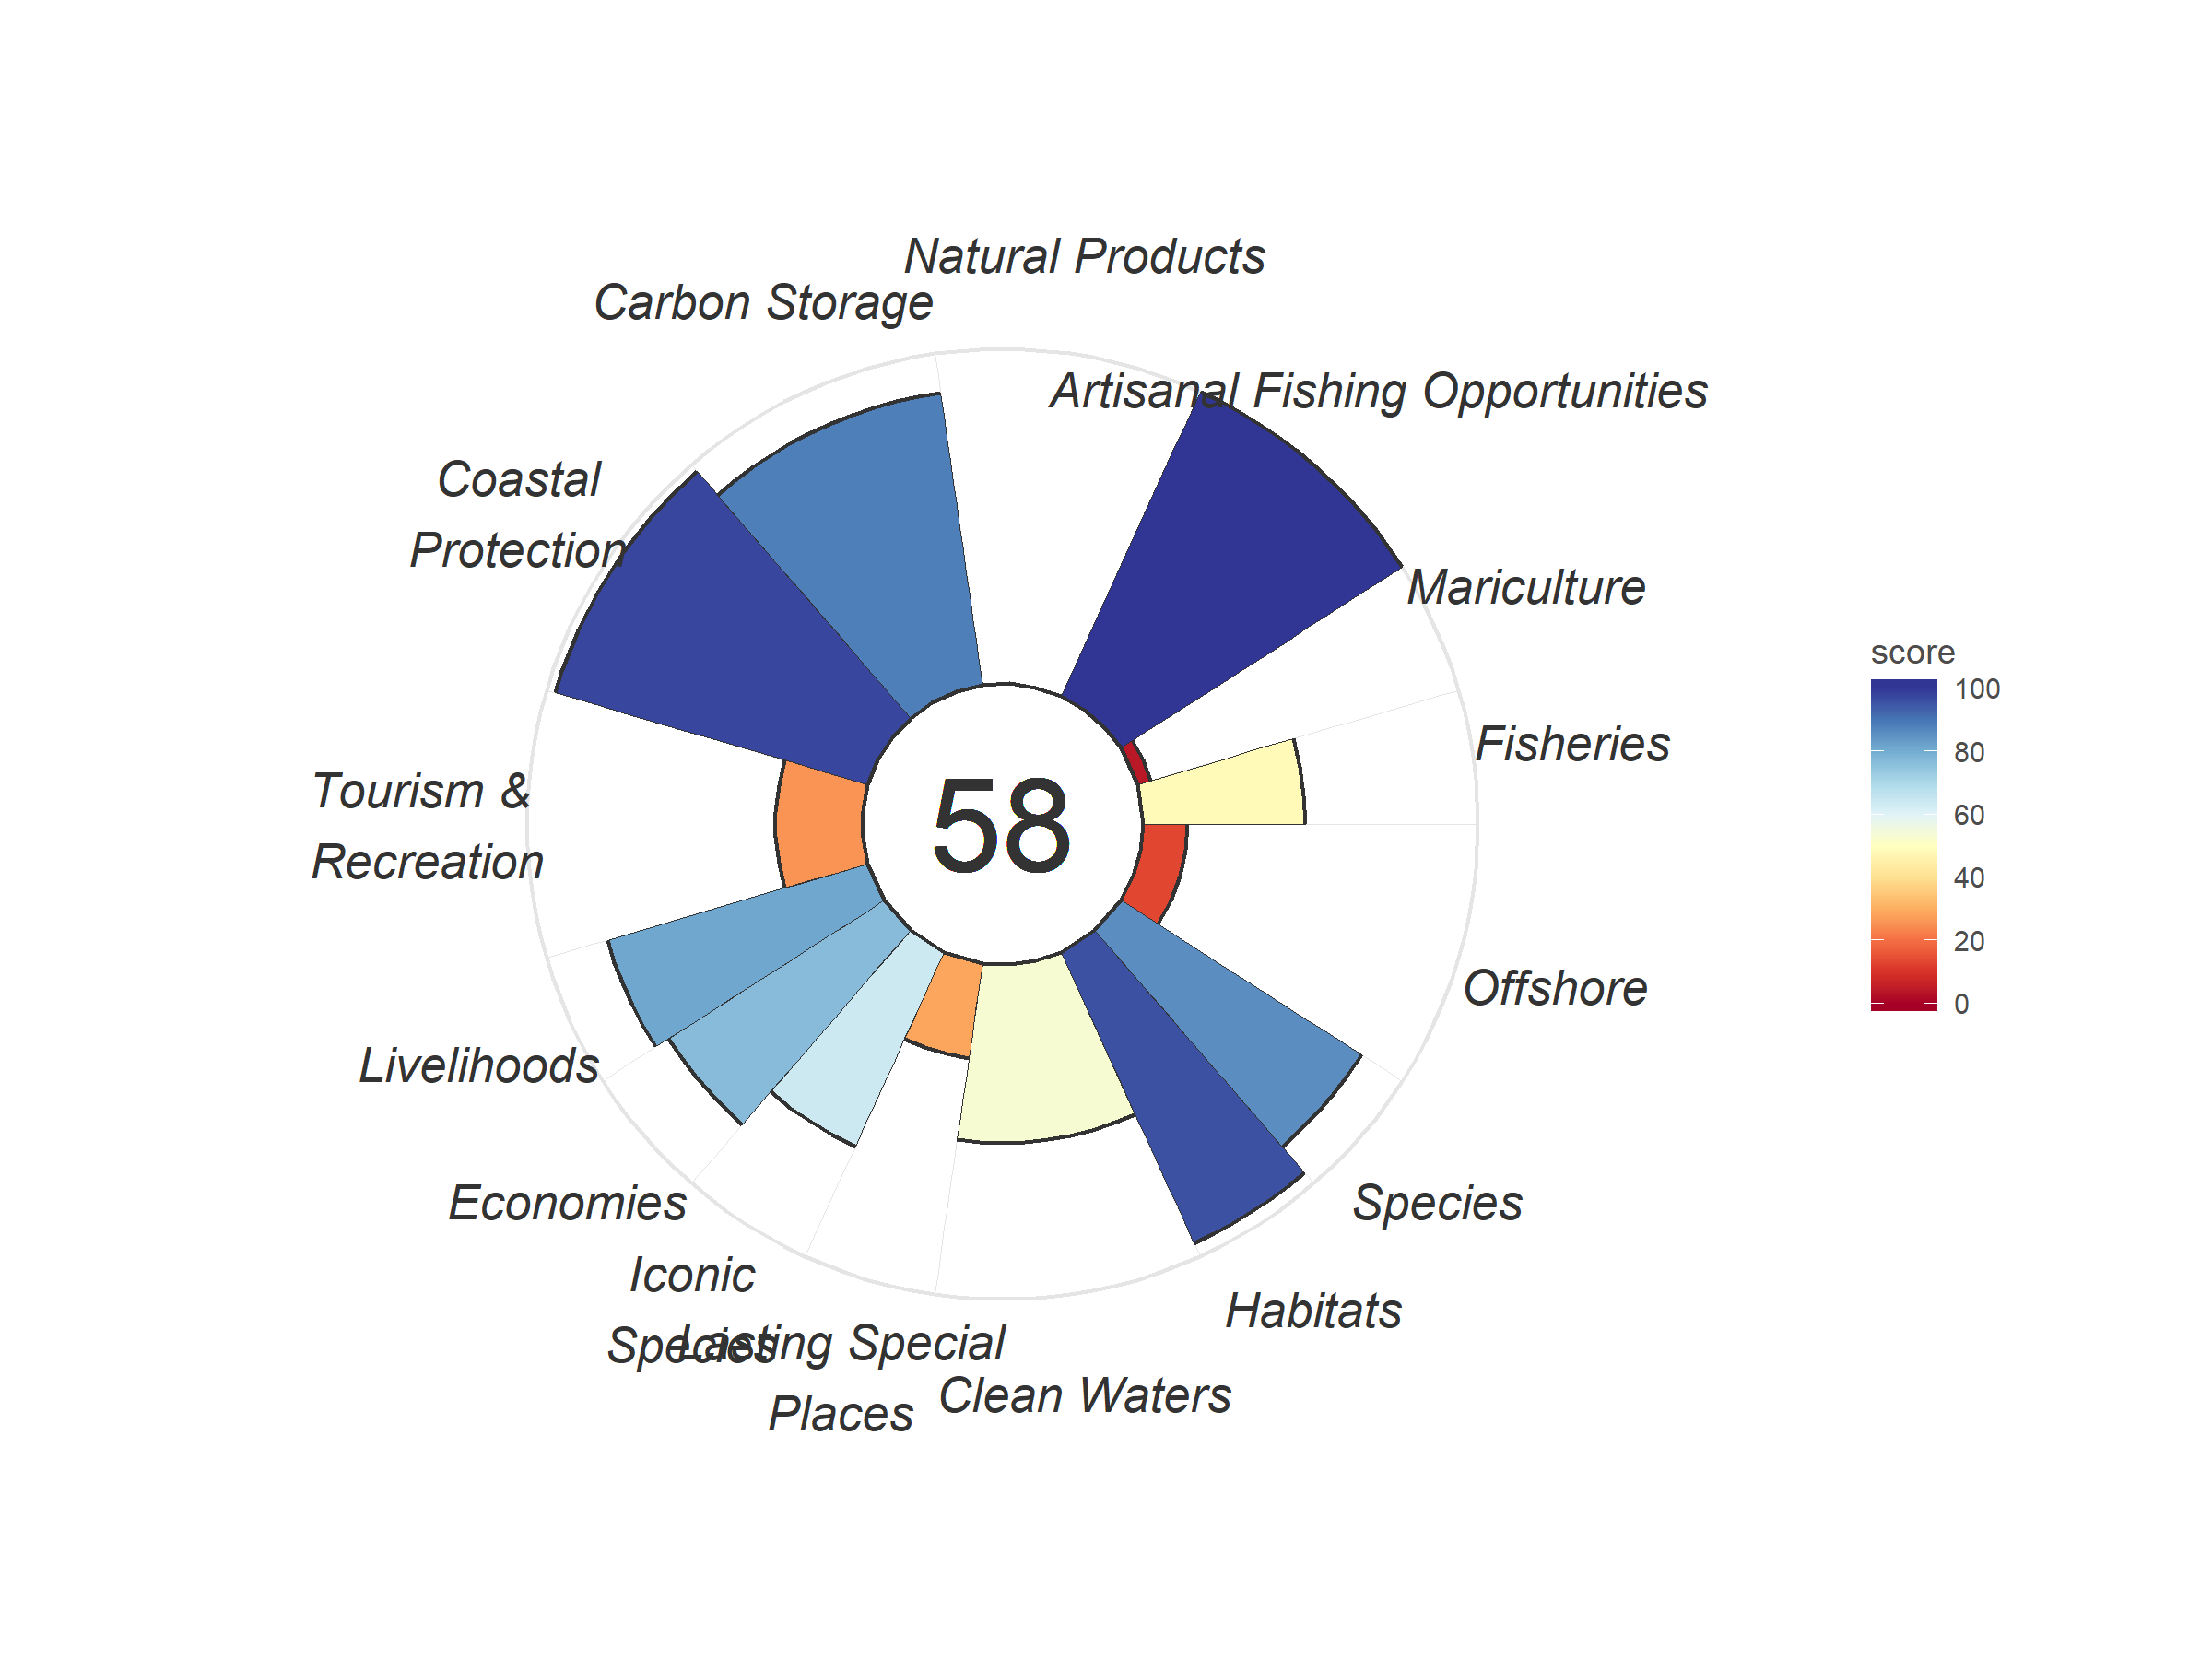 Natural Products
Carbon Storage
Artisanal Fishing Opportunities
Coastal
Protection
Mariculture
score
100
80
60
40
20
0
Fisheries
Tourism &
Recreation
58
Offshore
Livelihoods
Economies
Species
Iconic
Species
Habitats
Lasting Special
Places
Clean Waters